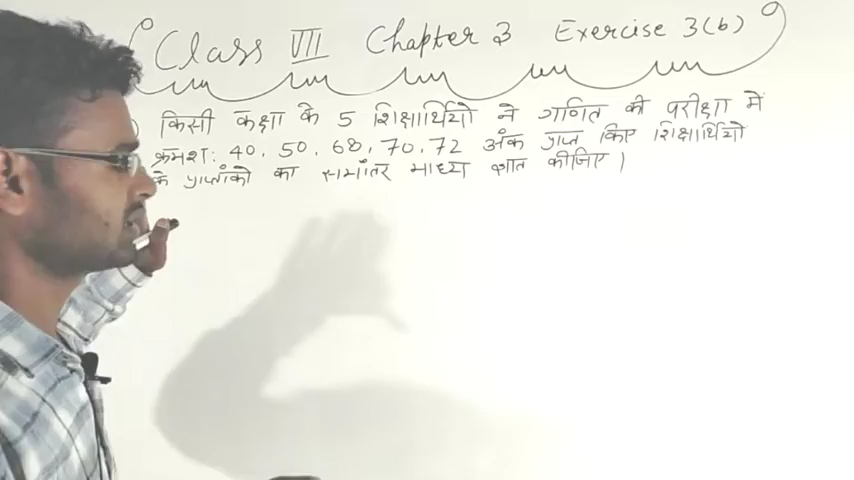 Class VII Chapter 3 Exercise 3(b)
किसी कक्षा के 5 शिक्षार्थियो ने गणित की परीक्षा में
क्रमश: 40, 50, 68, 70, 72 अंक प्राप्त किए शिक्षार्थियो
के प्राप्तांको का समांतर माध्य ज्ञात कीजिए।